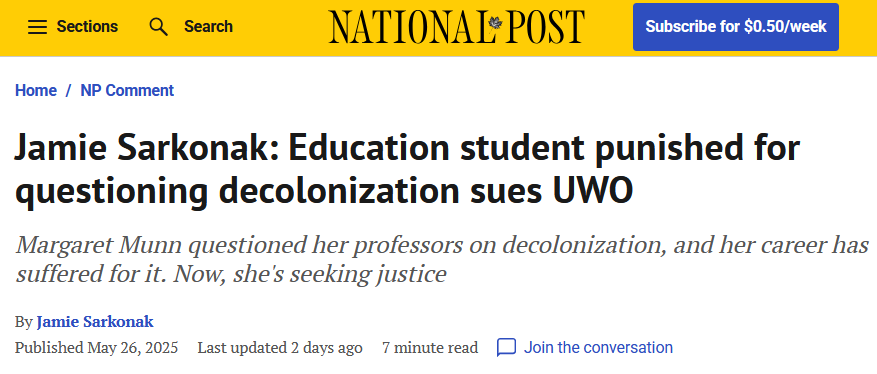 Sections Search NATIONAL POST Subscribe for $0.50/week
Home / NP Comment
Jamie Sarkonak: Education student punished for
questioning decolonization sues UWO
Margaret Munn questioned her professors on decolonization, and her career has
suffered for it. Now, she's seeking justice
By Jamie Sarkonak
Published May 26, 2025 Last updated 2 days ago 7 minute read Join the conversation